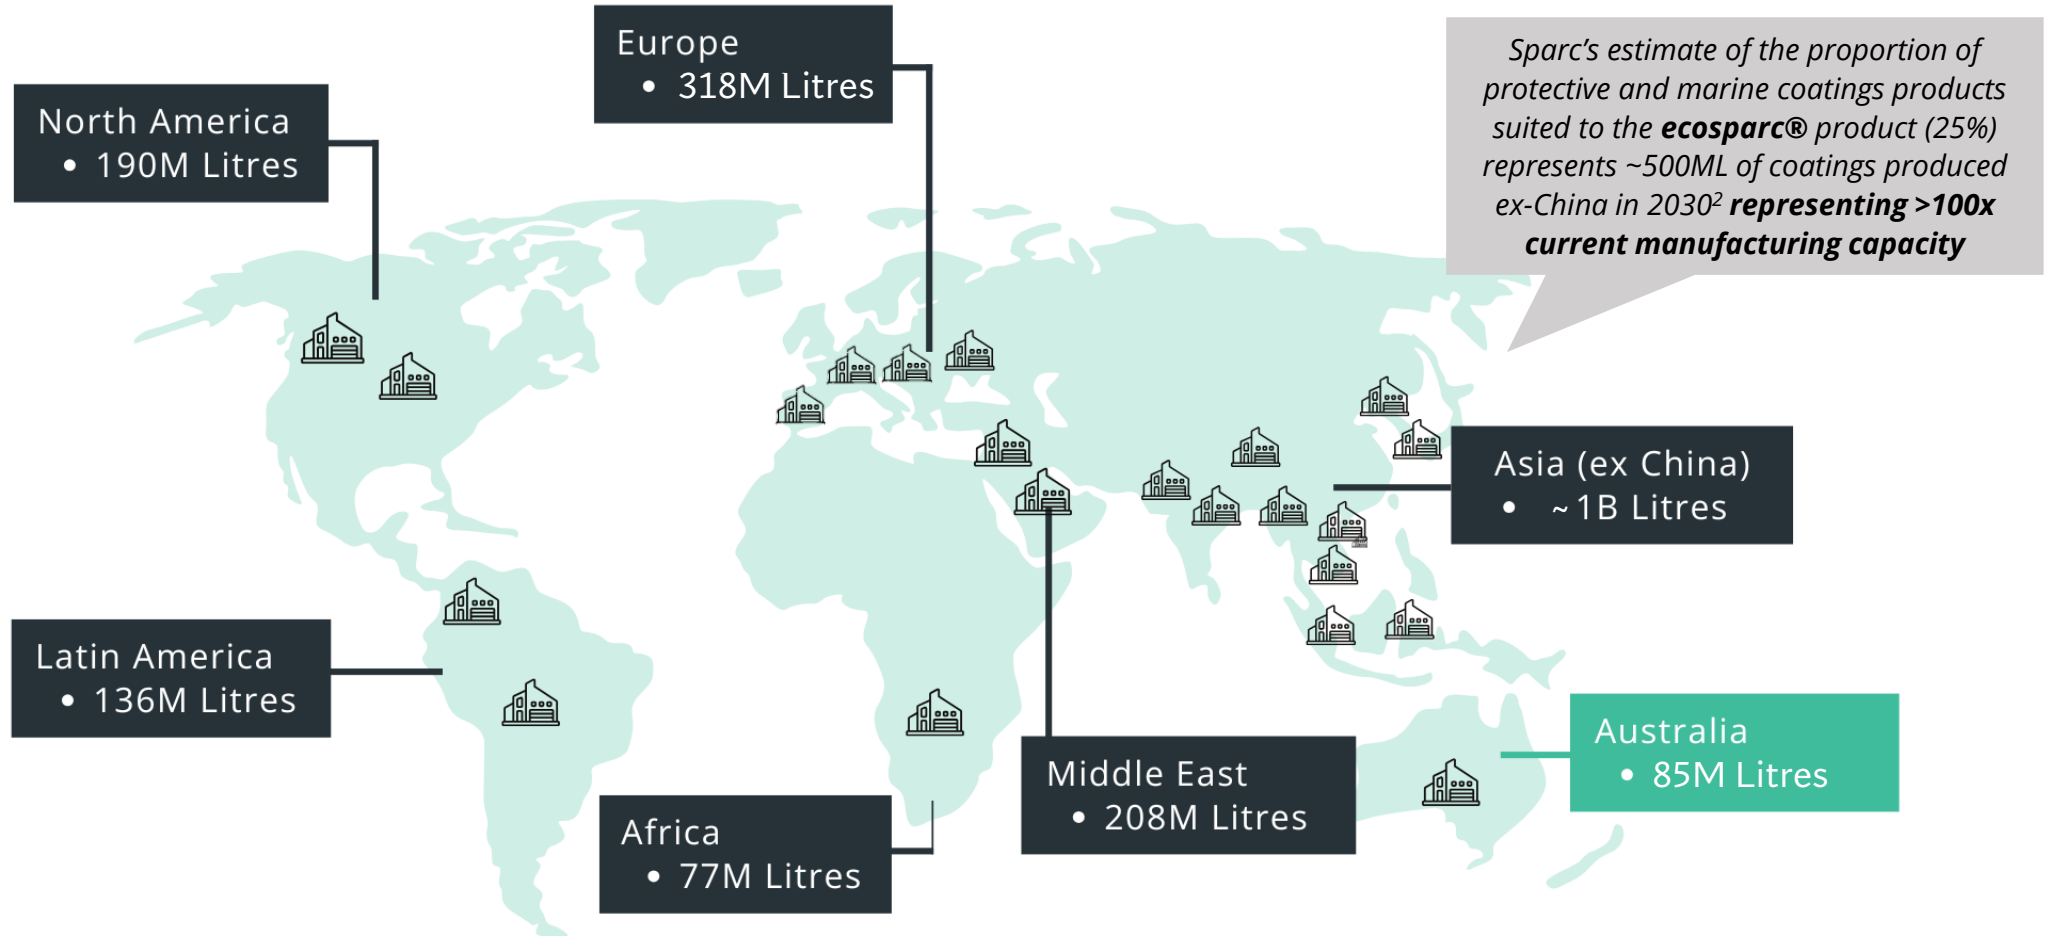 Europe
• 318M Litres
North America
• 190M Litres
Sparc’s estimate of the proportion of
protective and marine coatings products
suited to the ecosparc® product (25%)
represents ~500ML of coatings produced
ex-China in 2030² representing >100x
current manufacturing capacity
Asia (ex China)
• ~1B Litres
Latin America
• 136M Litres
Australia
• 85M Litres
Middle East
• 208M Litres
Africa
• 77M Litres